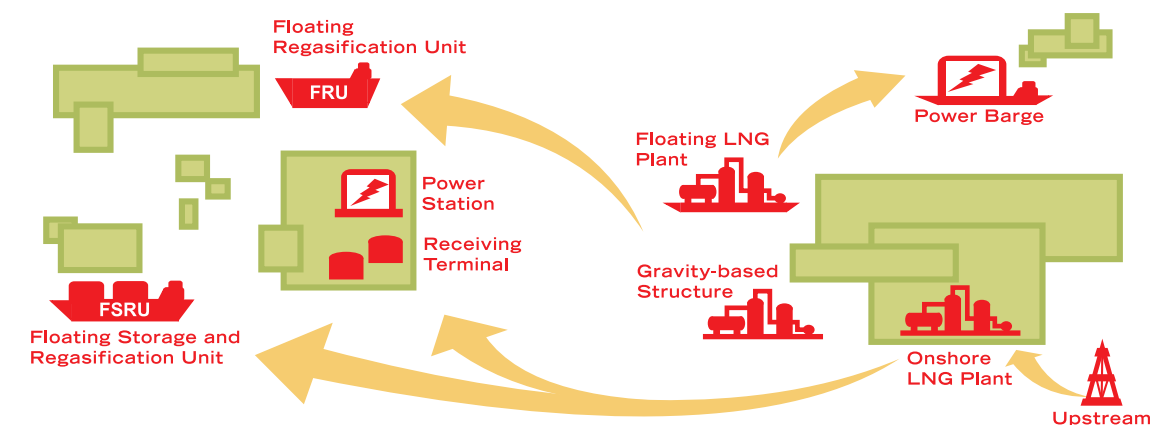 Floating
Regasification Unit
FRU
Power Barge
Floating LNG
Plant
Power
Station
Receiving
Terminal
Gravity-based
Structure
FSRU
Floating Storage and
Regasification Unit
Onshore
LNG Plant
Upstream